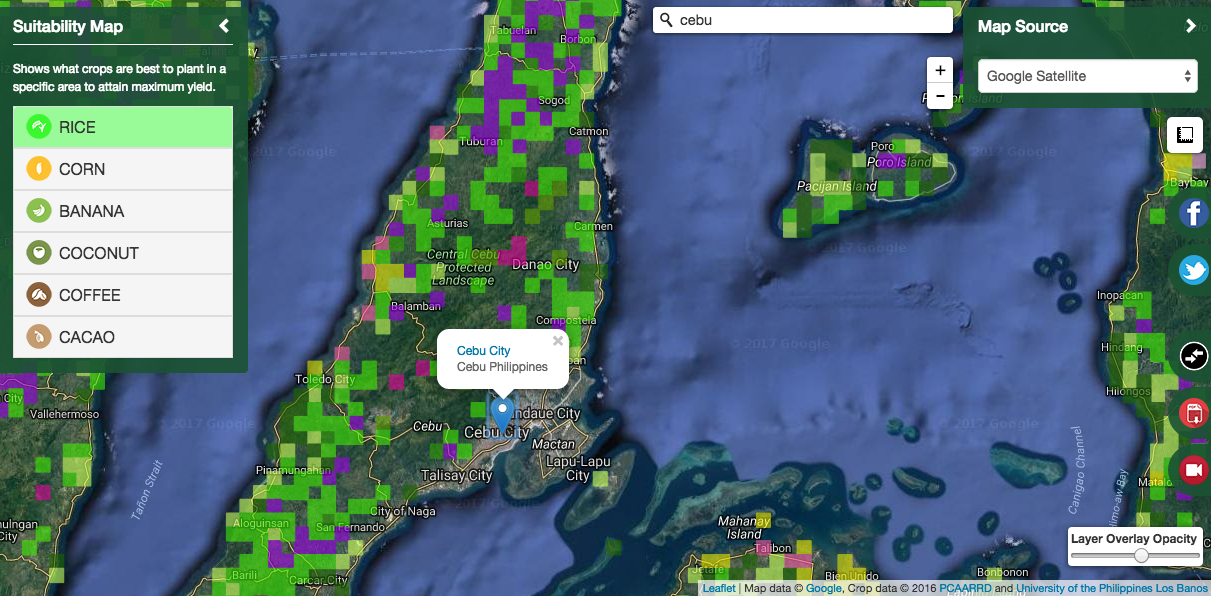 Suitability Map
Shows what crops are best to plant in a
specific area to attain maximum yield.
RICE
CORN
BANANA
COCONUT
COFFEE
CACAO
cebu
+
−
Map Source
Google Satellite
Tabuelan
Borbon
Sogod
Catmon
Tuburan
Asturias
Carmen
Central Cebu
Protected
Landscape
Danao City
Balamban
Compostela
Poro
Poro Island
Pacijan Island
Island
Baybay
2017 Google
2017 Google
2017 Google
© 2017 Google
2017 Google
2017 Google
Cebu City
Cebu Philippines
Toledo City
City
Vallehermoso
Cebu
Cebu City
Mactan
Lapu-Lapu
City
Talisay City
Pinamungahan
City of Naga
Aloguinsan
San Fernando
Barili
Carcar City
Tañon Strait
City
Inopacan
Hindang
Hilongos
Canigao Channel
Mahanay
Island
Talibon
Jetafe
Bien Unido
Bonbonon
Layer Overlay Opacity
Leaflet | Map data © Google, Crop data © 2016 PCAARRD and University of the Philippines Los Banos